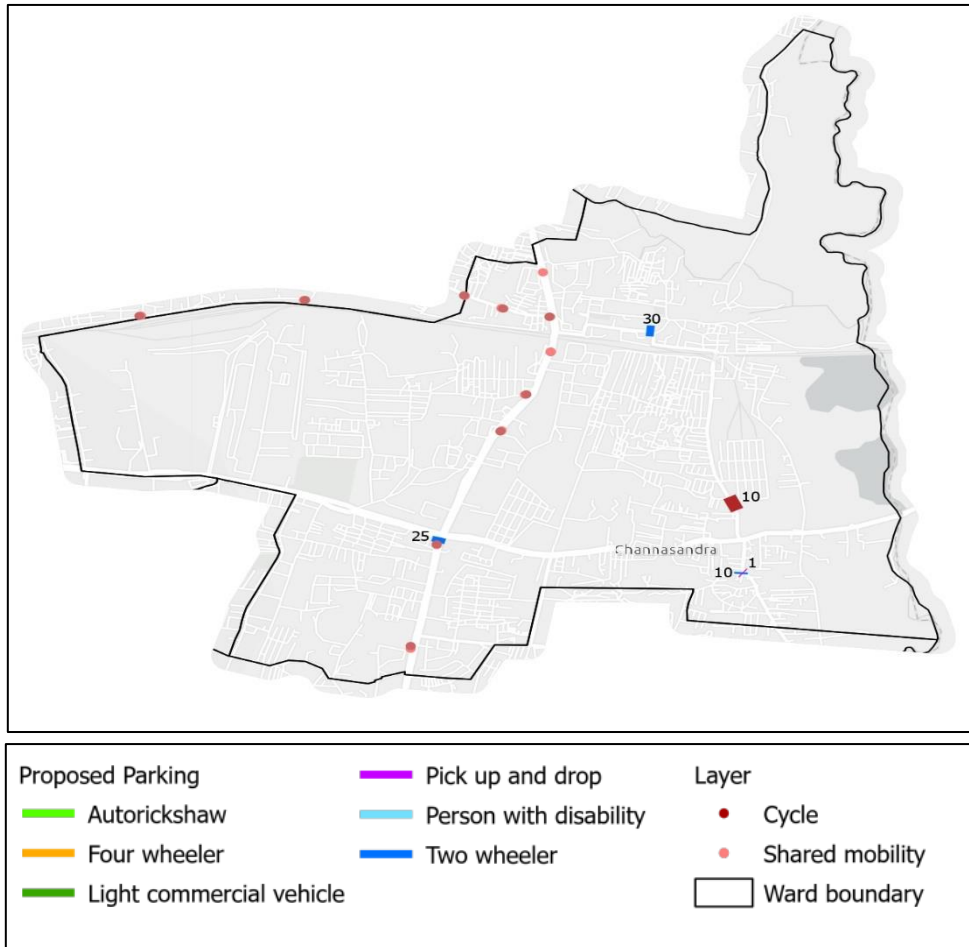 30
10
25
Channasandra
1
10
Proposed Parking
Autorickshaw
Four wheeler
Light commercial vehicle
Pick up and drop
Person with disability
Two wheeler
Layer
Cycle
Shared mobility
Ward boundary